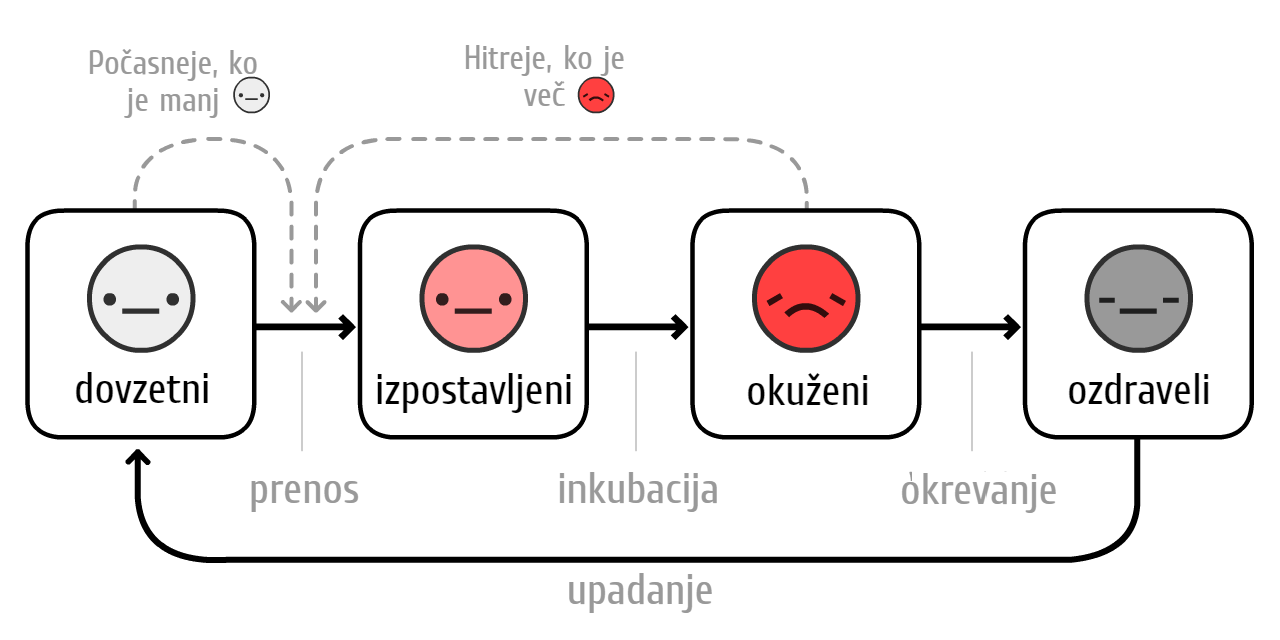 Počasneje, ko
je manj
Hitreje, ko je
več
dovzetni
izpostavljeni
okuženi
ozdraveli
prenos
inkubacija
okrevanje
upadanje